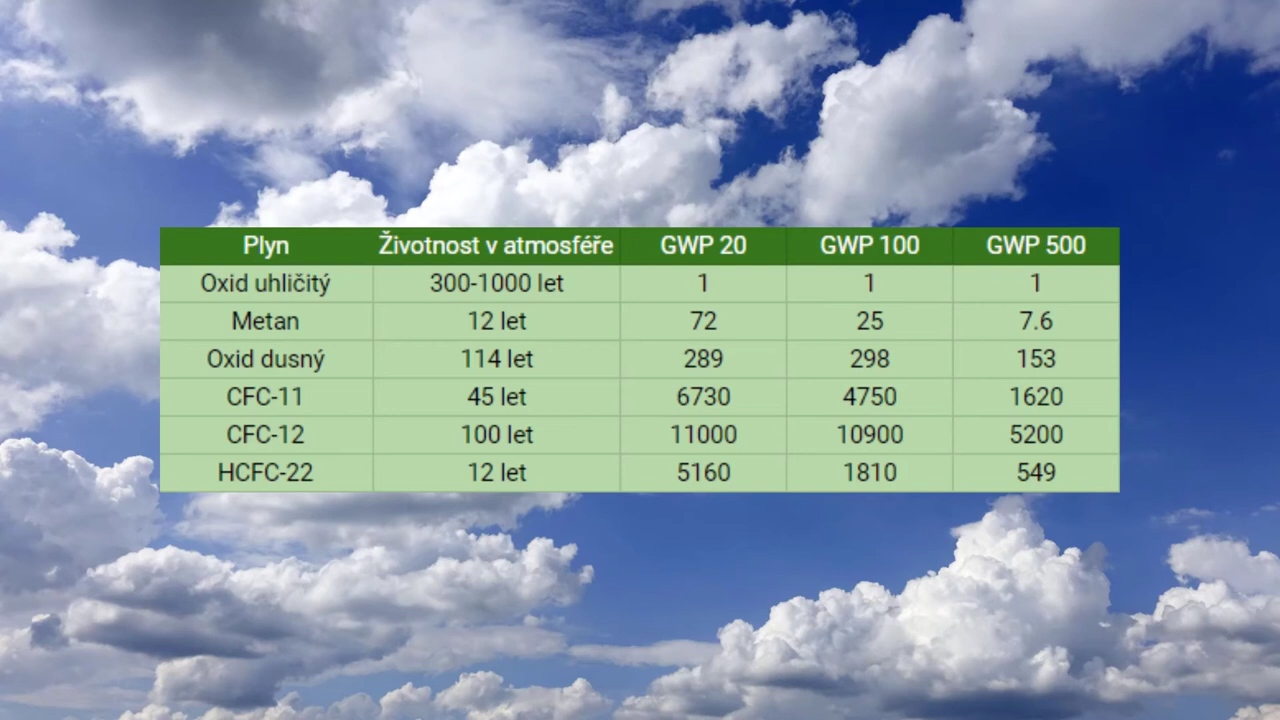 Plyn Životnost v atmosféře GWP 20 GWP 100 GWP 500
Oxid uhličitý 300-1000 let 1 1 1
Metan 12 let 72 25 7.6
Oxid dusný 114 let 289 298 153
CFC-11 45 let 6730 4750 1620
CFC-12 100 let 11000 10900 5200
HCFC-22 12 let 5160 1810 549